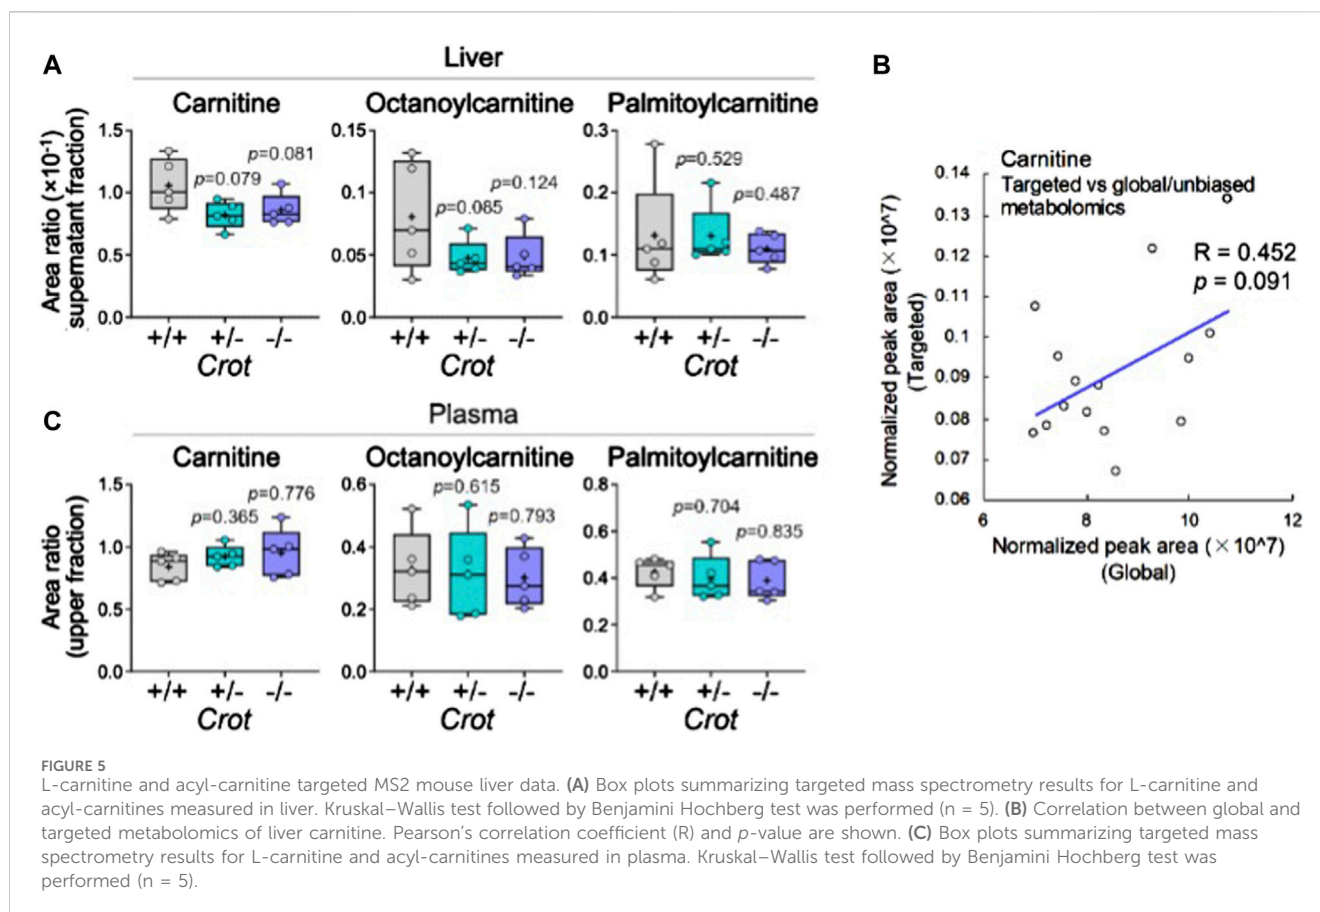 A
Liver
Carnitine
Octanoylcarnitine
Palmitoylcarnitine
Area ratio (×10⁻¹)
(supernatant fraction)
1.5
1.0
0.5
0.0
p=0.079
p=0.081
+/+ +/- -/-
Crot
0.15
0.10
0.05
0.00
p=0.085
p=0.124
+/+ +/- -/-
Crot
0.3
0.2
0.1
0.0
p=0.529
p=0.487
+/+ +/- -/-
Crot
B
Carnitine
Targeted vs global/unbiased
metabolomics
R = 0.452
p = 0.091
Normalized peak area (×10^7)
(Targeted)
0.14
0.13
0.12
0.11
0.1
0.09
0.08
0.07
0.06
6 8 10 12
Normalized peak area (×10^7)
(Global)
C
Plasma
Carnitine
Octanoylcarnitine
Palmitoylcarnitine
Area ratio
(upper fraction)
1.5
1.0
0.5
0.0
p=0.365
p=0.776
+/+ +/- -/-
Crot
0.6
0.4
0.2
0.0
p=0.615
p=0.793
+/+ +/- -/-
Crot
0.8
0.6
0.4
0.2
0.0
p=0.704
p=0.835
+/+ +/- -/-
Crot
FIGURE 5
L-carnitine and acyl-carnitine targeted MS2 mouse liver data. (A) Box plots summarizing targeted mass spectrometry results for L-carnitine and
acyl-carnitines measured in liver. Kruskal–Wallis test followed by Benjamini Hochberg test was performed (n = 5). (B) Correlation between global and
targeted metabolomics of liver carnitine. Pearson's correlation coefficient (R) and p-value are shown. (C) Box plots summarizing targeted mass
spectrometry results for L-carnitine and acyl-carnitines measured in plasma. Kruskal–Wallis test followed by Benjamini Hochberg test was
performed (n = 5).